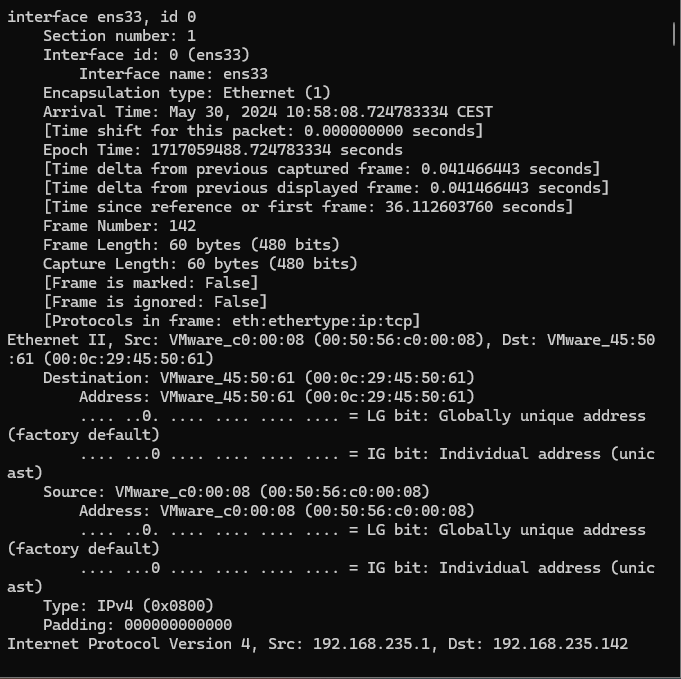 interface ens33, id 0
    Section number: 1
    Interface id: 0 (ens33)
        Interface name: ens33
    Encapsulation type: Ethernet (1)
    Arrival Time: May 30, 2024 10:58:08.724783334 CEST
    [Time shift for this packet: 0.000000000 seconds]
    Epoch Time: 1717059488.724783334 seconds
    [Time delta from previous captured frame: 0.041466443 seconds]
    [Time delta from previous displayed frame: 0.041466443 seconds]
    [Time since reference or first frame: 36.112603760 seconds]
    Frame Number: 142
    Frame Length: 60 bytes (480 bits)
    Capture Length: 60 bytes (480 bits)
    [Frame is marked: False]
    [Frame is ignored: False]
    [Protocols in frame: eth:ethertype:ip:tcp]
Ethernet II, Src: VMware_c0:00:08 (00:50:56:c0:00:08), Dst: VMware_45:50
:61 (00:0c:29:45:50:61)
    Destination: VMware_45:50:61 (00:0c:29:45:50:61)
        Address: VMware_45:50:61 (00:0c:29:45:50:61)
        .... ..0. .... .... .... .... = LG bit: Globally unique address
(factory default)
        .... ...0 .... .... .... .... = IG bit: Individual address (unic
ast)
    Source: VMware_c0:00:08 (00:50:56:c0:00:08)
        Address: VMware_c0:00:08 (00:50:56:c0:00:08)
        .... ..0. .... .... .... .... = LG bit: Globally unique address
(factory default)
        .... ...0 .... .... .... .... = IG bit: Individual address (unic
ast)
    Type: IPv4 (0x0800)
    Padding: 000000000000
Internet Protocol Version 4, Src: 192.168.235.1, Dst: 192.168.235.142